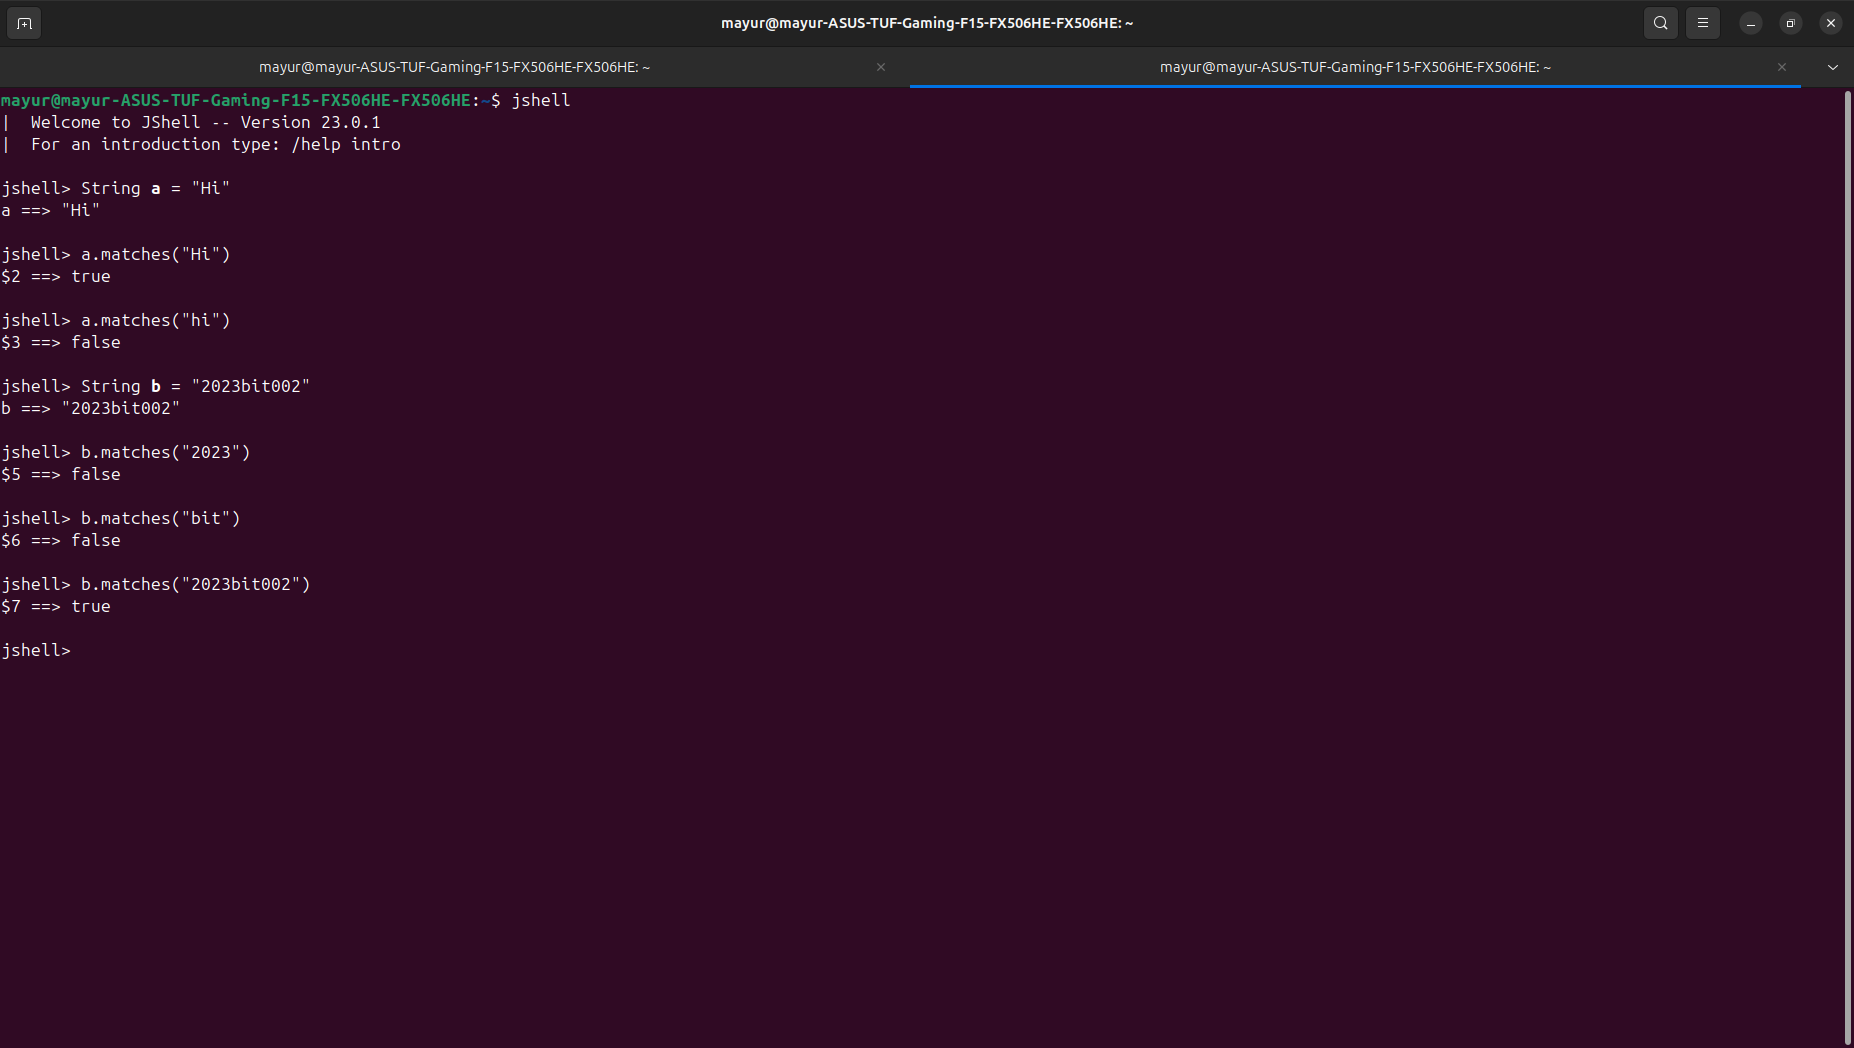 mayur@mayur-ASUS-TUF-Gaming-F15-FX506HE-FX506HE: ~
mayur@mayur-ASUS-TUF-Gaming-F15-FX506HE-FX506HE: ~
mayur@mayur-ASUS-TUF-Gaming-F15-FX506HE-FX506HE: ~
mayur@mayur-ASUS-TUF-Gaming-F15-FX506HE-FX506HE:~$ jshell
|  Welcome to JShell -- Version 23.0.1
|  For an introduction type: /help intro
jshell> String a = "Hi"
a ==> "Hi"
jshell> a.matches("Hi")
$2 ==> true
jshell> a.matches("hi")
$3 ==> false
jshell> String b = "2023bit002"
b ==> "2023bit002"
jshell> b.matches("2023")
$5 ==> false
jshell> b.matches("bit")
$6 ==> false
jshell> b.matches("2023bit002")
$7 ==> true
jshell>